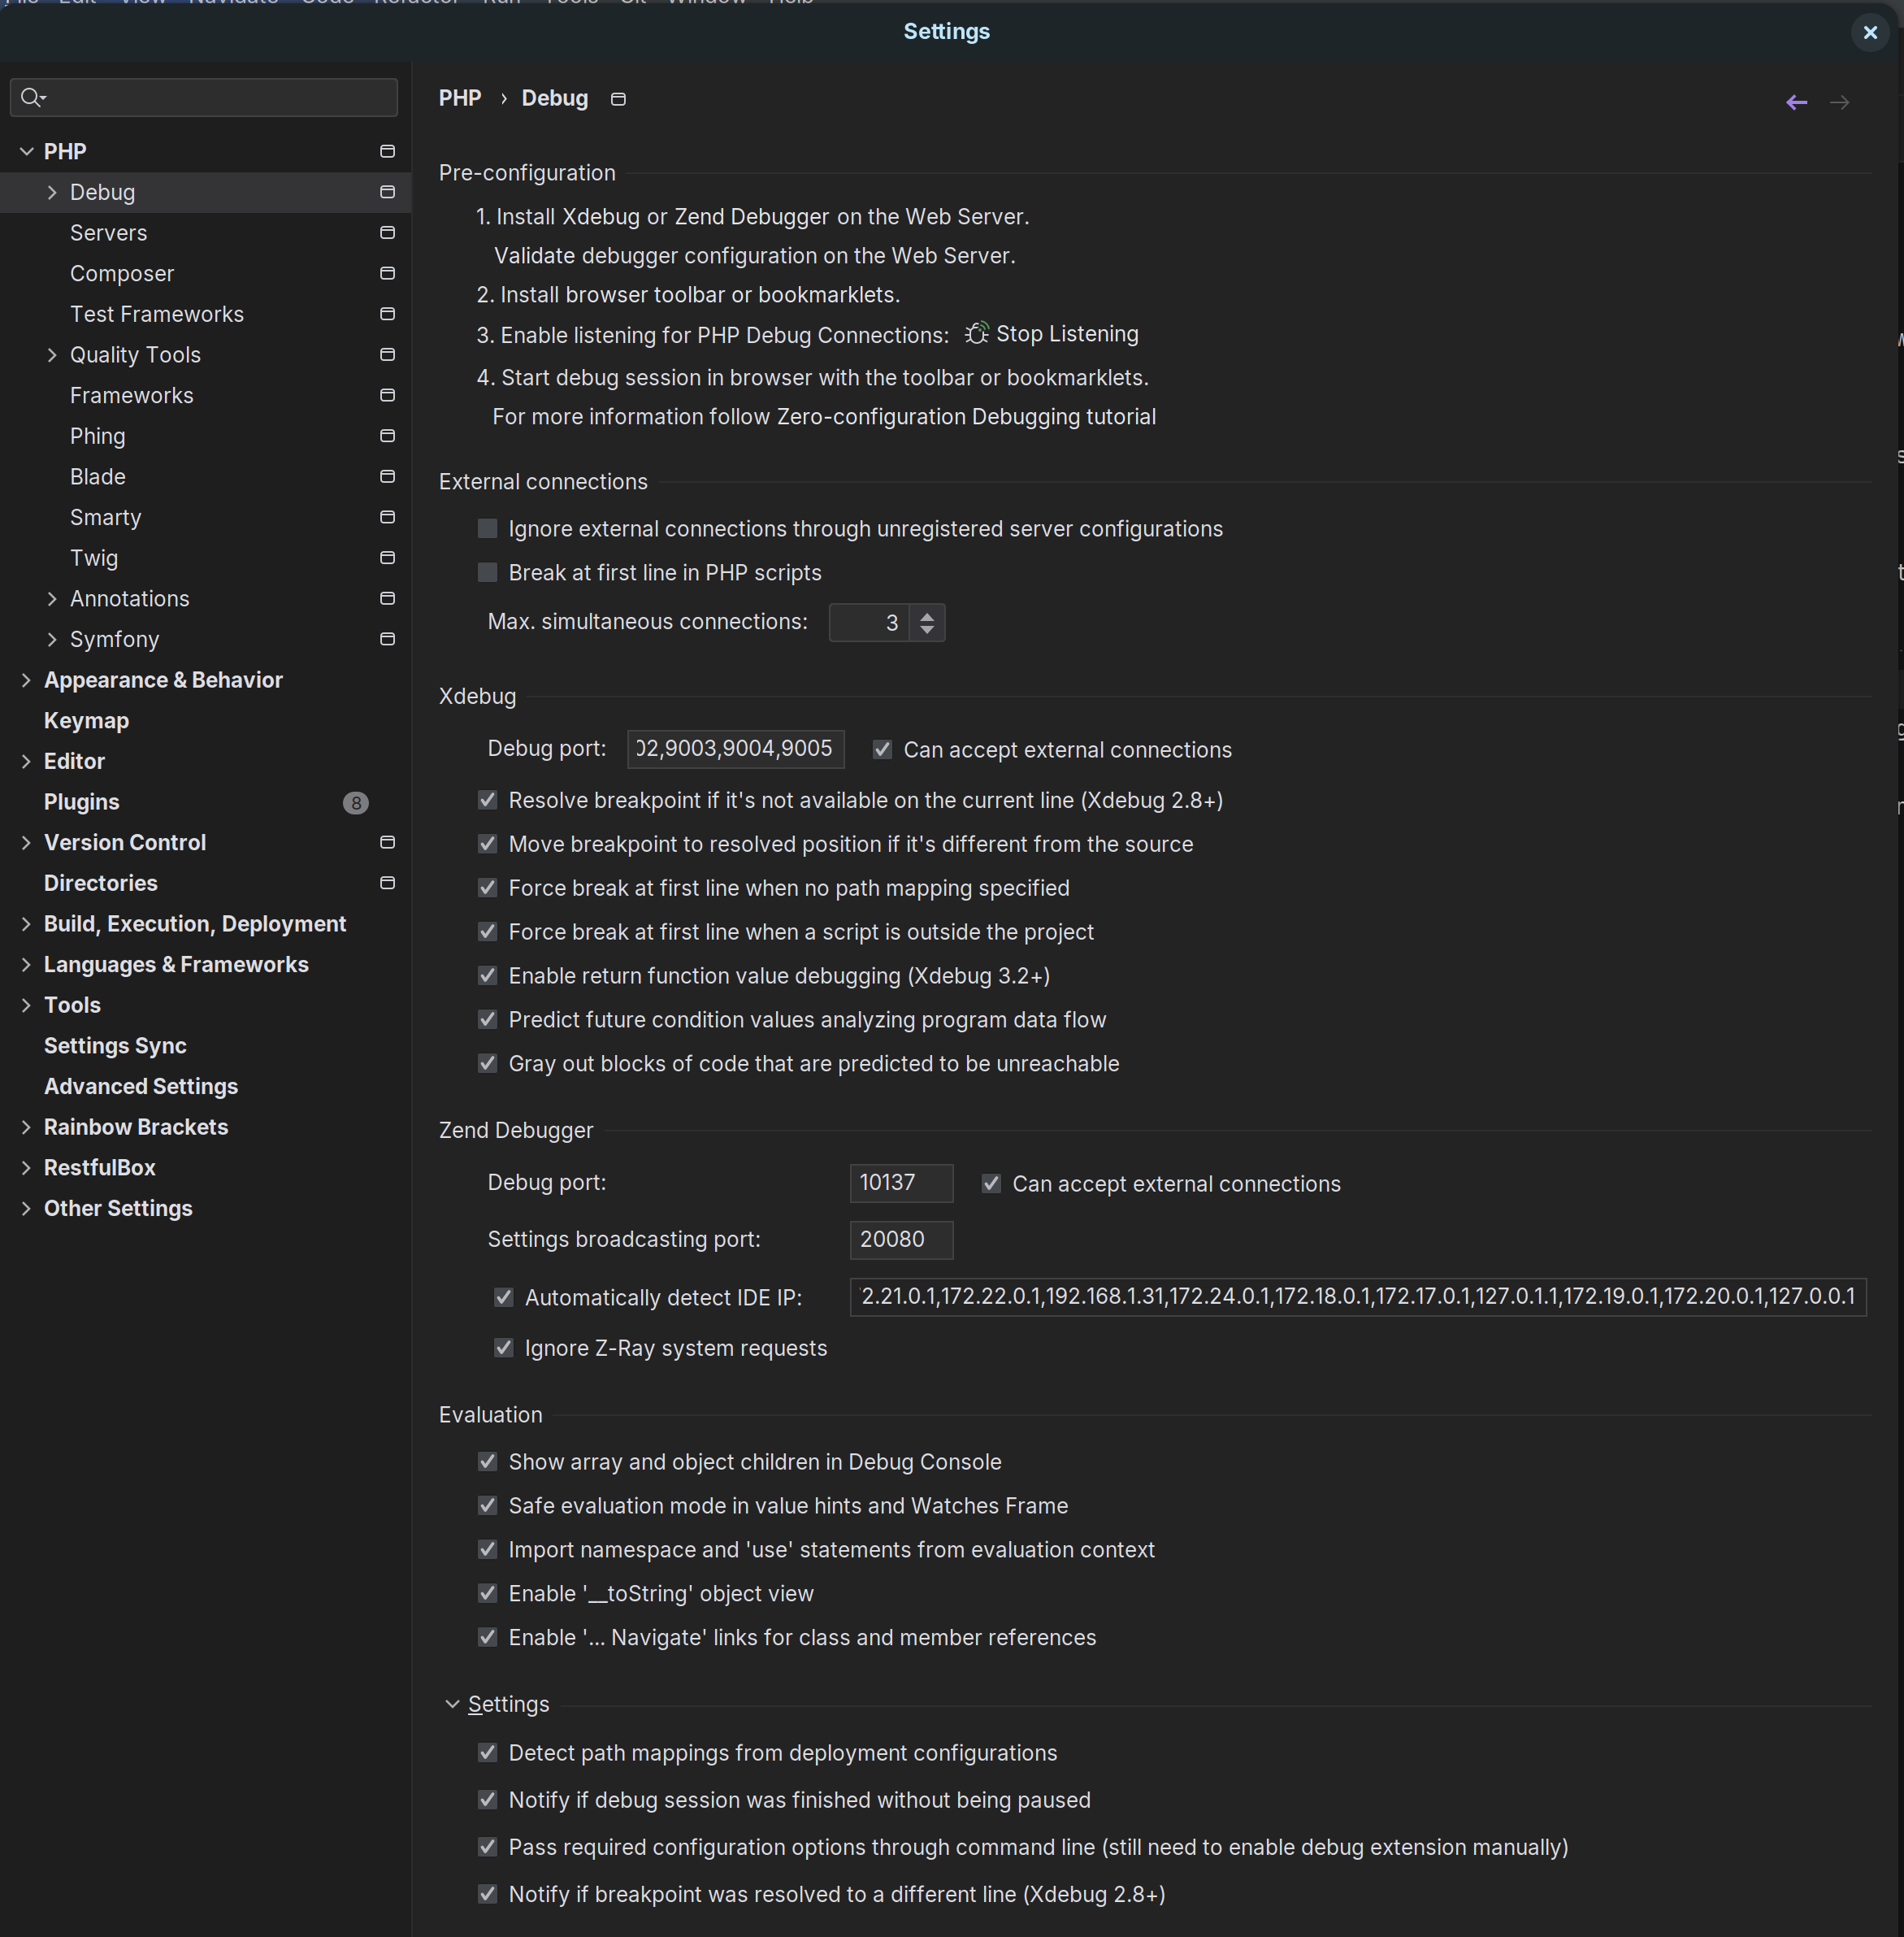 Settings
PHP
Debug
Servers
Composer
Test Frameworks
Quality Tools
Frameworks
Phing
Blade
Smarty
Twig
Annotations
Symfony
Appearance & Behavior
Keymap
Editor
Plugins 8
Version Control
Directories
Build, Execution, Deployment
Languages & Frameworks
Tools
Settings Sync
Advanced Settings
Rainbow Brackets
RestfulBox
Other Settings
PHP › Debug
Pre-configuration
1. Install Xdebug or Zend Debugger on the Web Server.
Validate debugger configuration on the Web Server.
2. Install browser toolbar or bookmarklets.
3. Enable listening for PHP Debug Connections: Stop Listening
4. Start debug session in browser with the toolbar or bookmarklets.
For more information follow Zero-configuration Debugging tutorial
External connections
Ignore external connections through unregistered server configurations
Break at first line in PHP scripts
Max. simultaneous connections: 3
Xdebug
Debug port: 02,9003,9004,9005 Can accept external connections
Resolve breakpoint if it's not available on the current line (Xdebug 2.8+)
Move breakpoint to resolved position if it's different from the source
Force break at first line when no path mapping specified
Force break at first line when a script is outside the project
Enable return function value debugging (Xdebug 3.2+)
Predict future condition values analyzing program data flow
Gray out blocks of code that are predicted to be unreachable
Zend Debugger
Debug port: 10137 Can accept external connections
Settings broadcasting port: 20080
Automatically detect IDE IP: 2.21.0.1,172.22.0.1,192.168.1.31,172.24.0.1,172.18.0.1,172.17.0.1,127.0.1.1,172.19.0.1,172.20.0.1,127.0.0.1
Ignore Z-Ray system requests
Evaluation
Show array and object children in Debug Console
Safe evaluation mode in value hints and Watches Frame
Import namespace and 'use' statements from evaluation context
Enable '__toString' object view
Enable '... Navigate' links for class and member references
Settings
Detect path mappings from deployment configurations
Notify if debug session was finished without being paused
Pass required configuration options through command line (still need to enable debug extension manually)
Notify if breakpoint was resolved to a different line (Xdebug 2.8+)